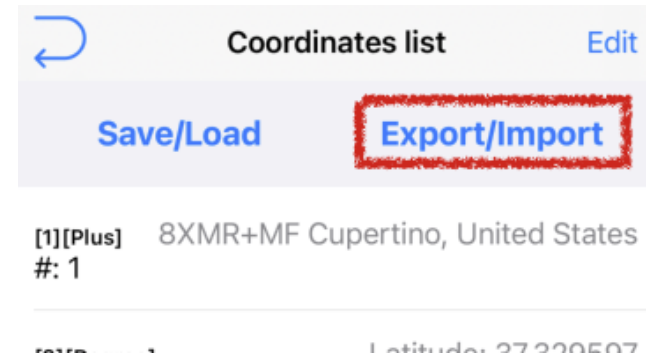 Coordinates list Edit
Save/Load Export/Import
[1][Plus] 8XMR+MF Cupertino, United States
#: 1
Latitude: 37.329597